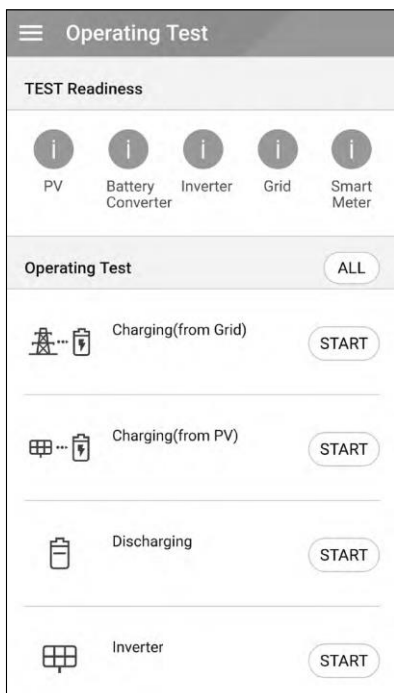 Operating Test
TEST Readiness
i i i i i
PV Battery Converter Inverter Grid Smart Meter
Operating Test ALL
Charging(from Grid) START
Charging(from PV) START
Discharging START
Inverter START